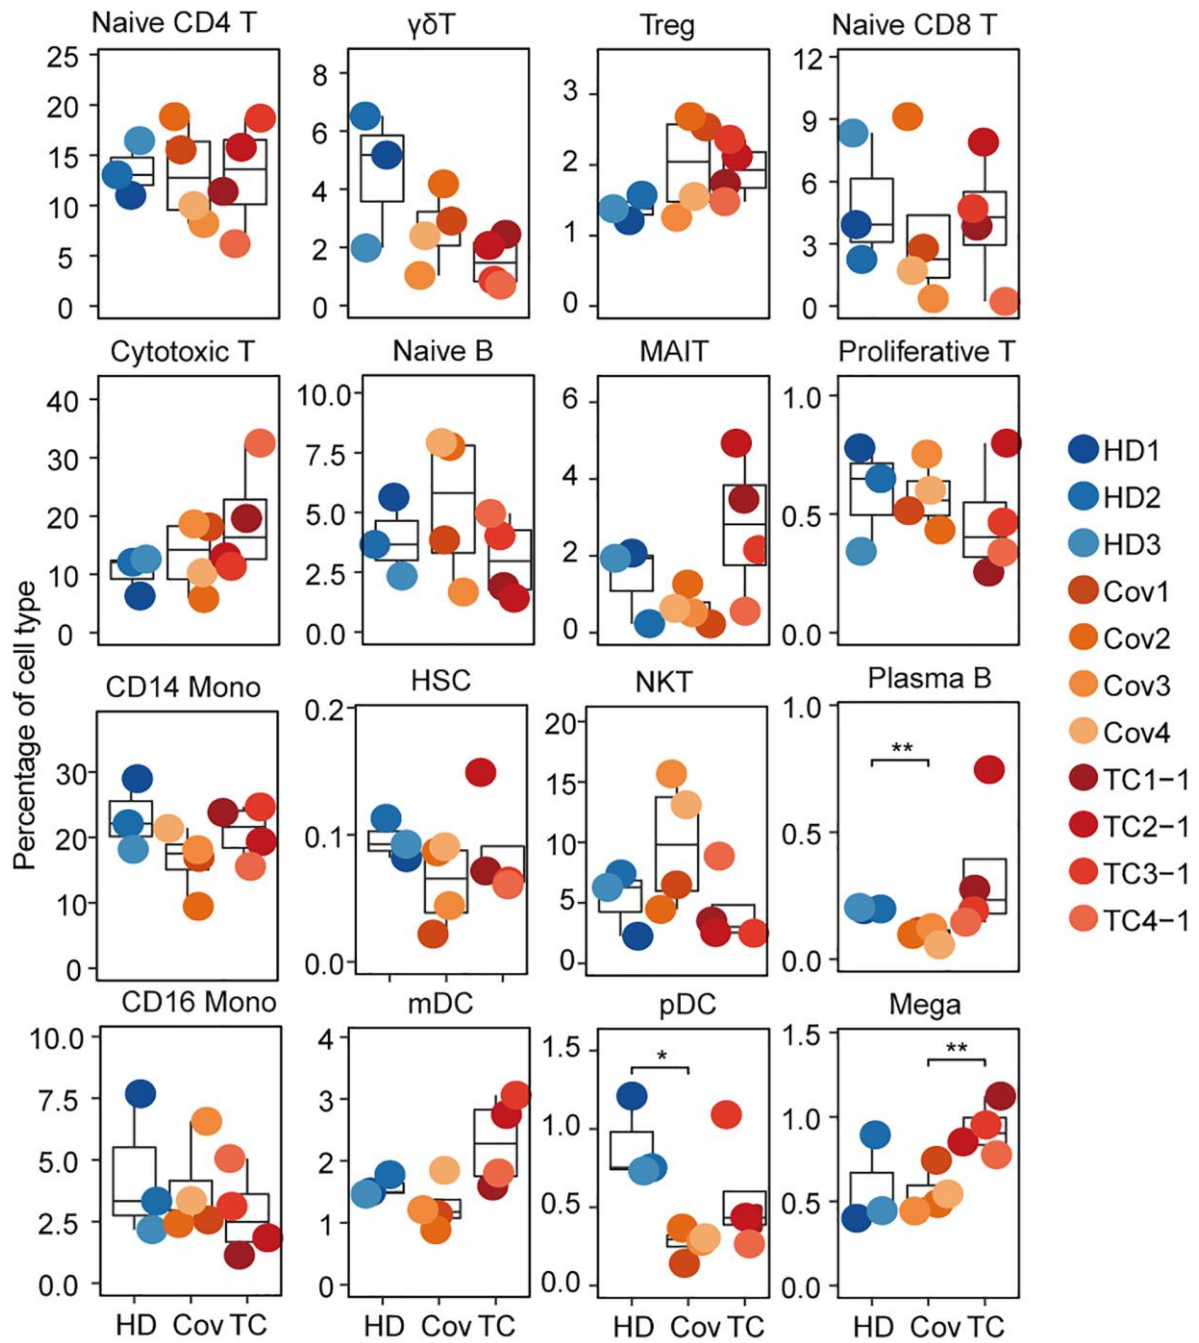 Naive CD4 T
γδT
Treg
Naive CD8 T
25
20
15
10
5
0
8
6
4
2
0
3
2
1
0
12
9
6
3
0
Cytotoxic T
Naive B
MAIT
Proliferative T
40
30
20
10
0
10.0
7.5
5.0
2.5
0.0
6
4
2
0
1.0
0.5
0.0
Percentage of cell type
CD14 Mono
HSC
NKT
Plasma B
30
20
10
0
0.2
0.1
0.0
20
15
10
5
0
1.0
0.5
0.0
**
CD16 Mono
mDC
pDC
Mega
10.0
7.5
5.0
2.5
0.0
4
3
2
1
0
1.5
1.0
0.5
0.0
*
1.5
1.0
0.5
0.0
**
HD Cov TC
HD Cov TC
HD Cov TC
HD Cov TC
HD1
HD2
HD3
Cov1
Cov2
Cov3
Cov4
TC1-1
TC2-1
TC3-1
TC4-1